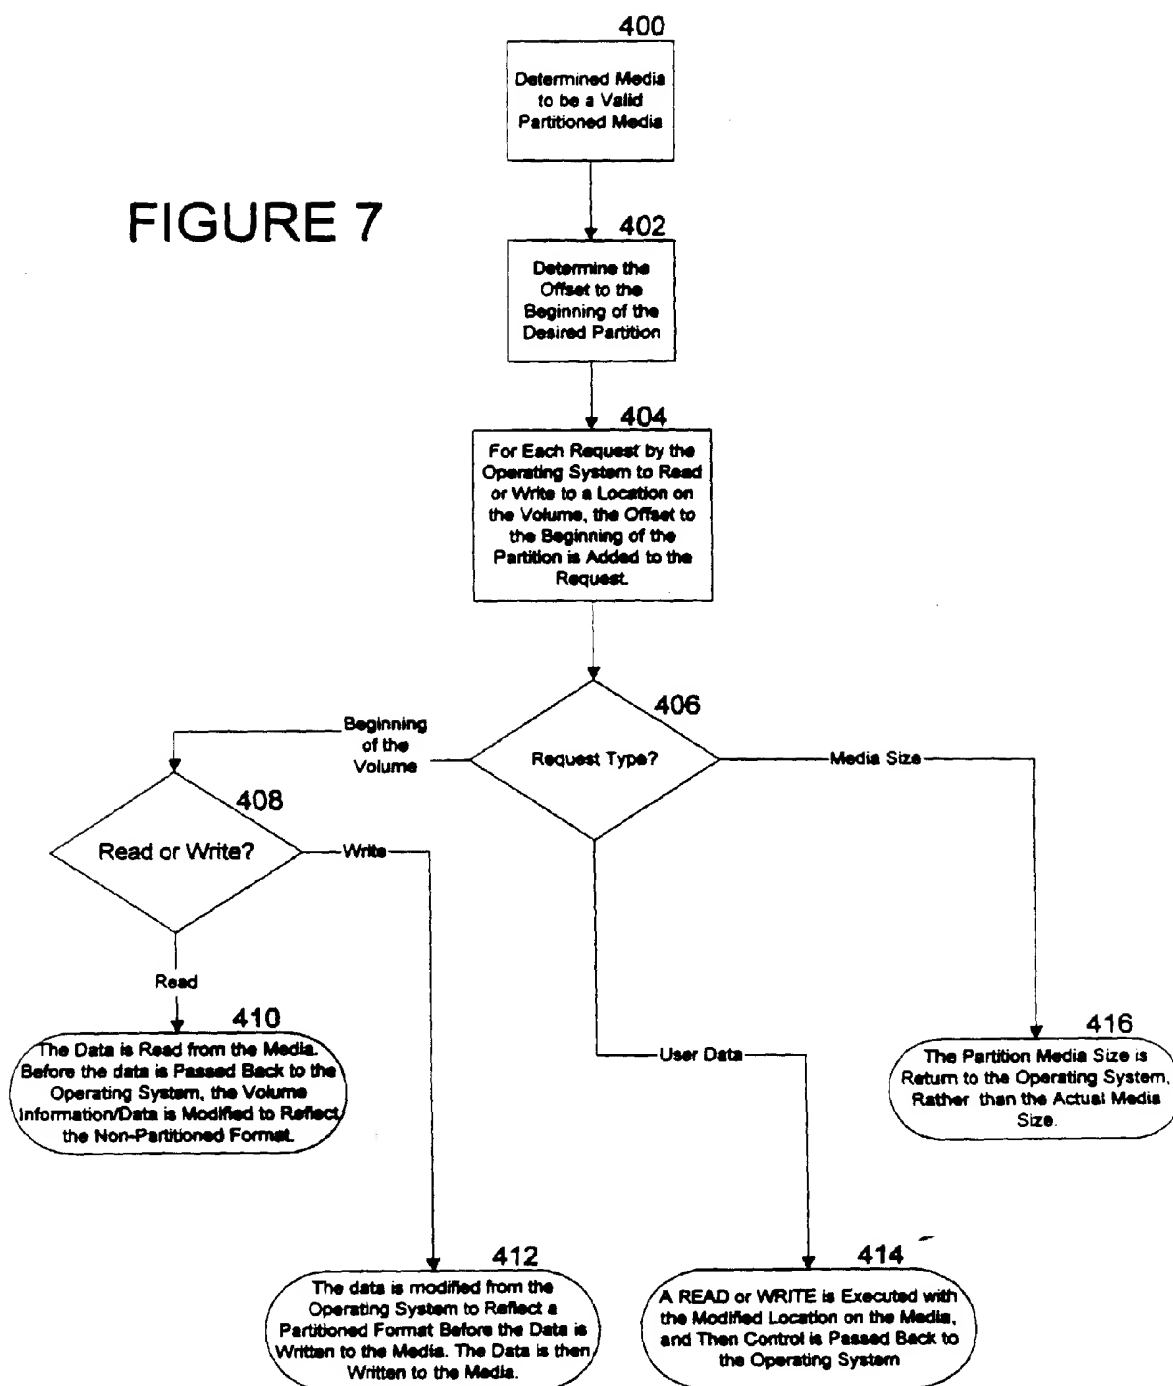 400
Determined Media
to be a Valid
Partitioned Media
FIGURE 7
402
Determine the
Offset to the
Beginning of the
Desired Partition
404
For Each Request by the
Operating System to Read
or Write to a Location on
the Volume, the Offset to
the Beginning of the
Partition is Added to the
Request.
406
Request Type?
Beginning
of the
Volume
Media Size
408
Read or Write?
Write
Read
User Data
410
The Data is Read from the Media.
Before the data is Passed Back to the
Operating System, the Volume
Information/Data is Modified to Reflect
the Non-Partitioned Format.
416
The Partition Media Size is
Return to the Operating System,
Rather than the Actual Media
Size.
412
The data is modified from the
Operating System to Reflect a
Partitioned Format Before the Data is
Written to the Media. The Data is then
Written to the Media.
414
A READ or WRITE is Executed with
the Modified Location on the Media,
and Then Control is Passed Back to
the Operating System